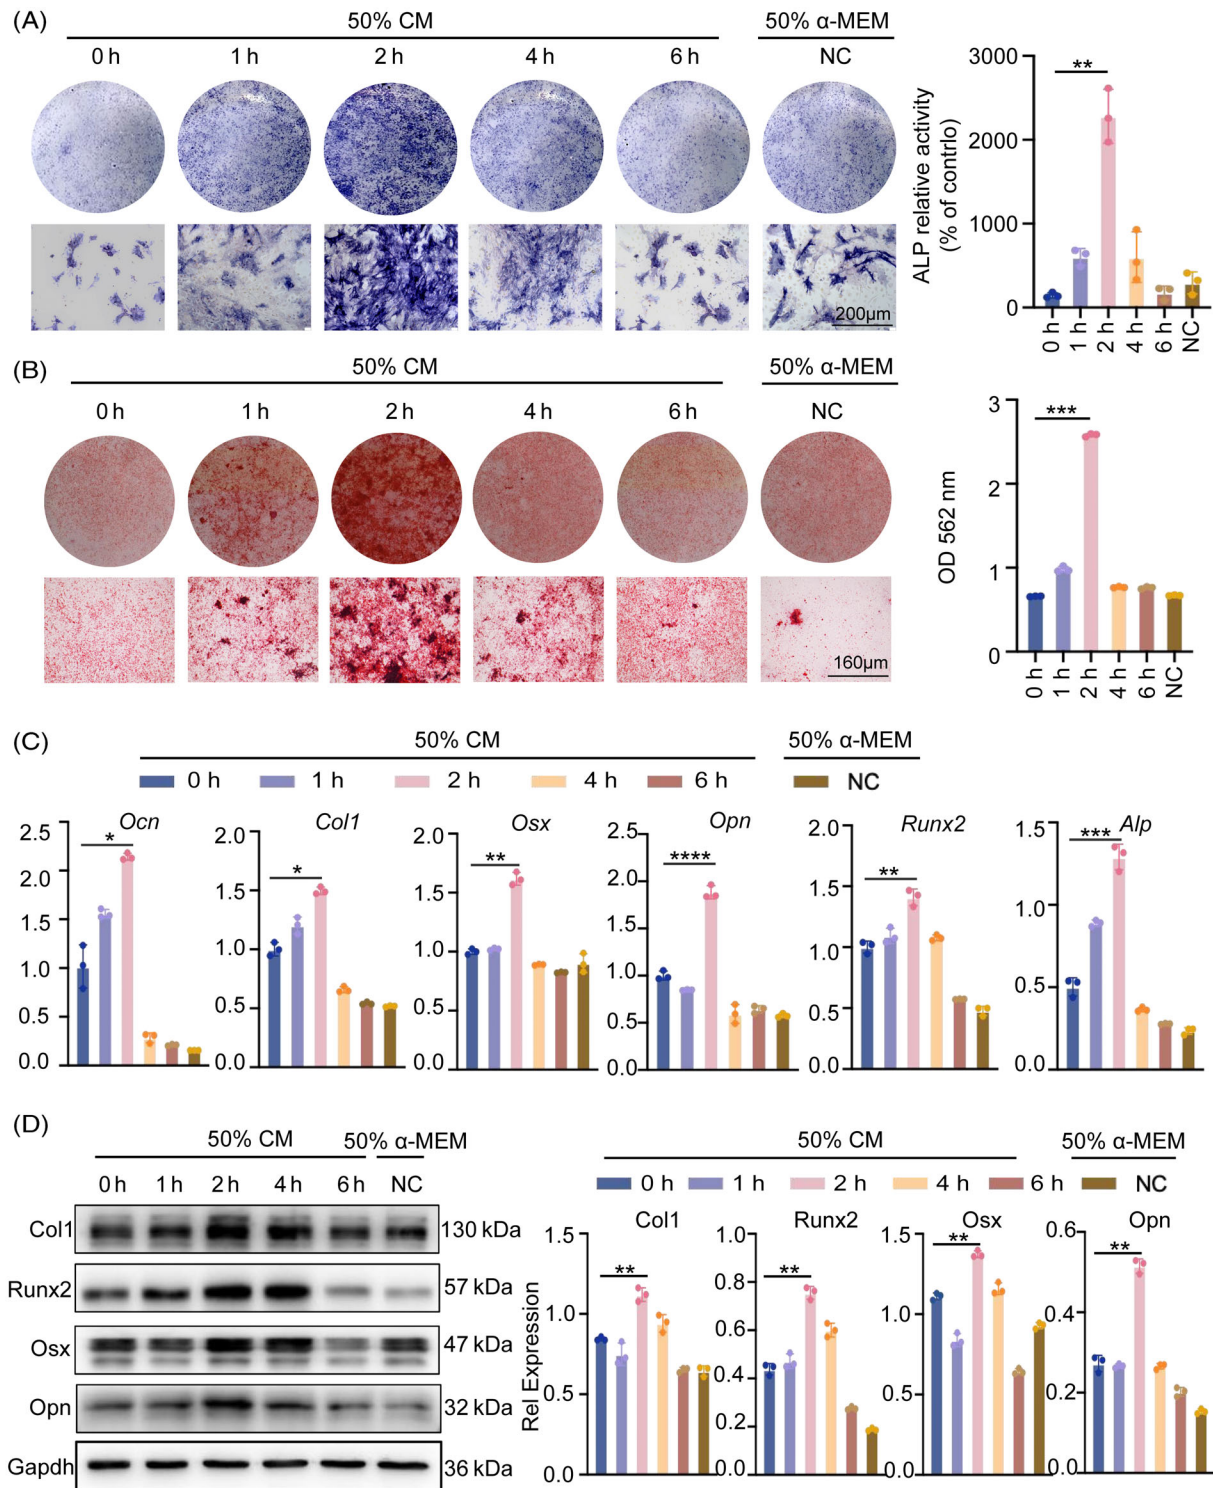 (A)
50% CM
50% α-MEM
0 h
1 h
2 h
4 h
6 h
NC
200μm
ALP relative activity
(% of contrlo)
3000
2000
1000
0
**
0 h
1 h
2 h
4 h
6 h
NC
(B)
50% CM
50% α-MEM
0 h
1 h
2 h
4 h
6 h
NC
160μm
OD 562 nm
3
2
1
0
***
0 h
1 h
2 h
4 h
6 h
NC
(C)
50% CM
50% α-MEM
0 h
1 h
2 h
4 h
6 h
NC
Ocn
*
2.5
2.0
1.5
1.0
0.5
0.0
Col1
*
2.0
1.5
1.0
0.5
0.0
Osx
**
2.0
1.5
1.0
0.5
0.0
Opn
****
2.5
2.0
1.5
1.0
0.5
0.0
Runx2
**
2.0
1.5
1.0
0.5
0.0
Alp
***
1.5
1.0
0.5
0.0
(D)
50% CM
50% α-MEM
0 h
1 h
2 h
4 h
6 h
NC
Col1
130 kDa
Runx2
57 kDa
Osx
47 kDa
Opn
32 kDa
Gapdh
36 kDa
50% CM
50% α-MEM
0 h
1 h
2 h
4 h
6 h
NC
Rel Expression
Col1
**
1.5
1.0
0.5
0.0
Runx2
**
1.0
0.8
0.6
0.4
0.2
0.0
Osx
**
1.5
1.0
0.5
0.0
Opn
**
0.6
0.4
0.2
0.0